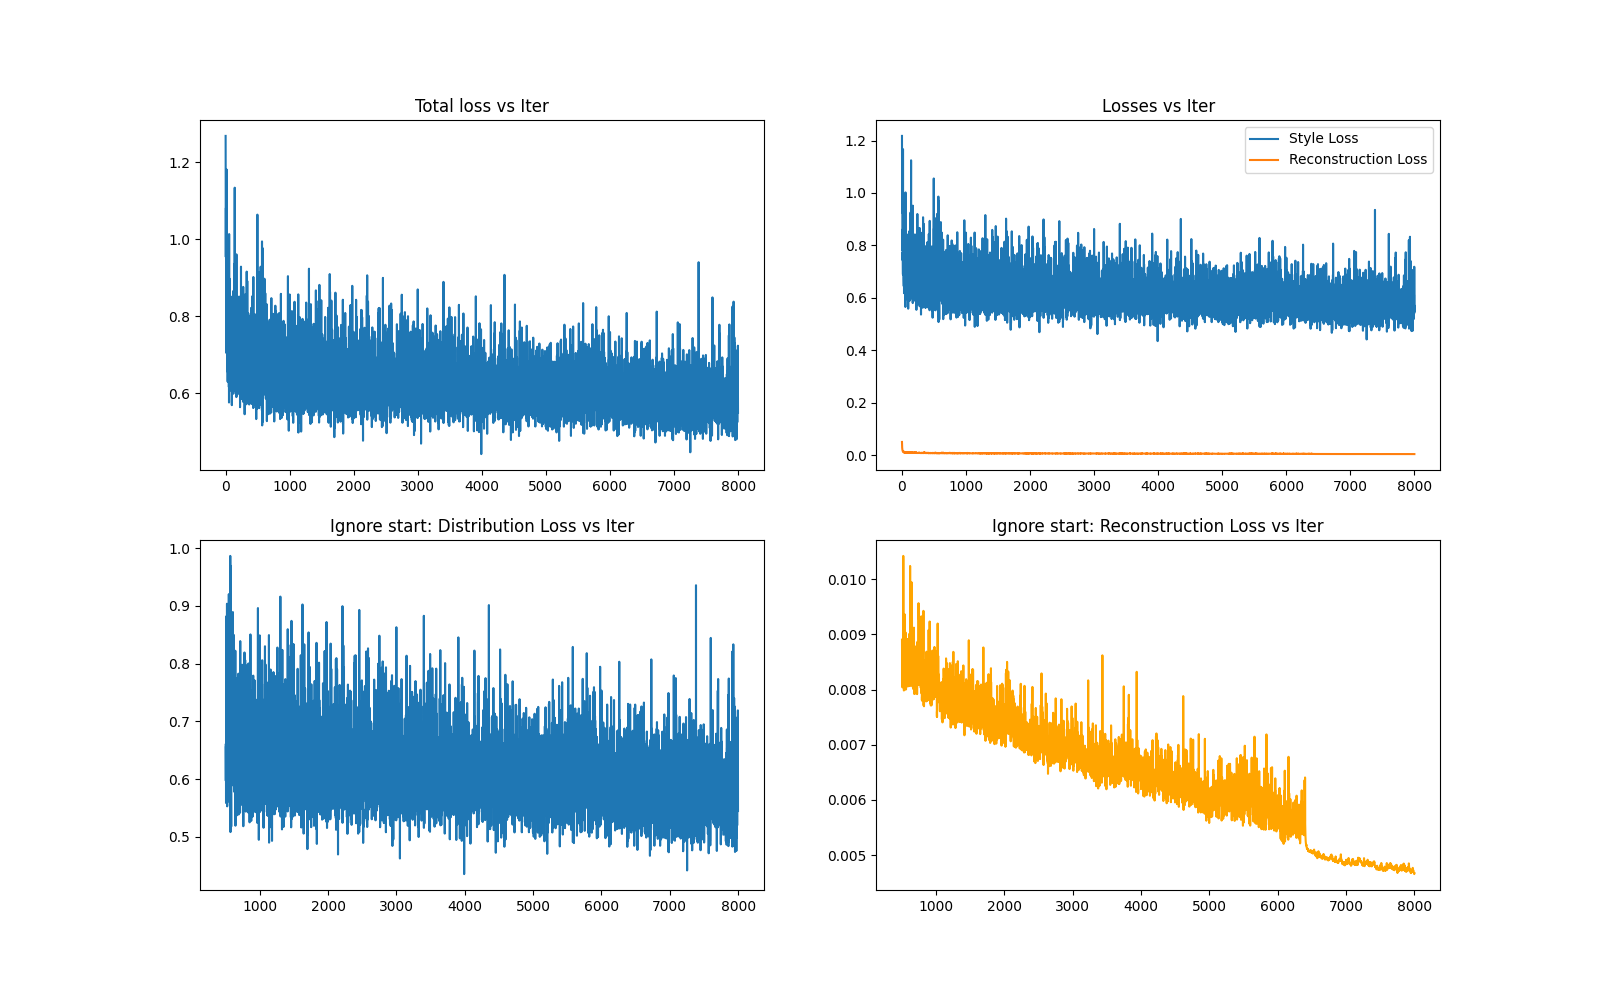 Total loss vs Iter
1.2
1.0
0.8
0.6
0 1000 2000 3000 4000 5000 6000 7000 8000
Losses vs Iter
Style Loss
Reconstruction Loss
1.2
1.0
0.8
0.6
0.4
0.2
0.0
0 1000 2000 3000 4000 5000 6000 7000 8000
Ignore start: Distribution Loss vs Iter
1.0
0.9
0.8
0.7
0.6
0.5
1000 2000 3000 4000 5000 6000 7000 8000
Ignore start: Reconstruction Loss vs Iter
0.010
0.009
0.008
0.007
0.006
0.005
1000 2000 3000 4000 5000 6000 7000 8000